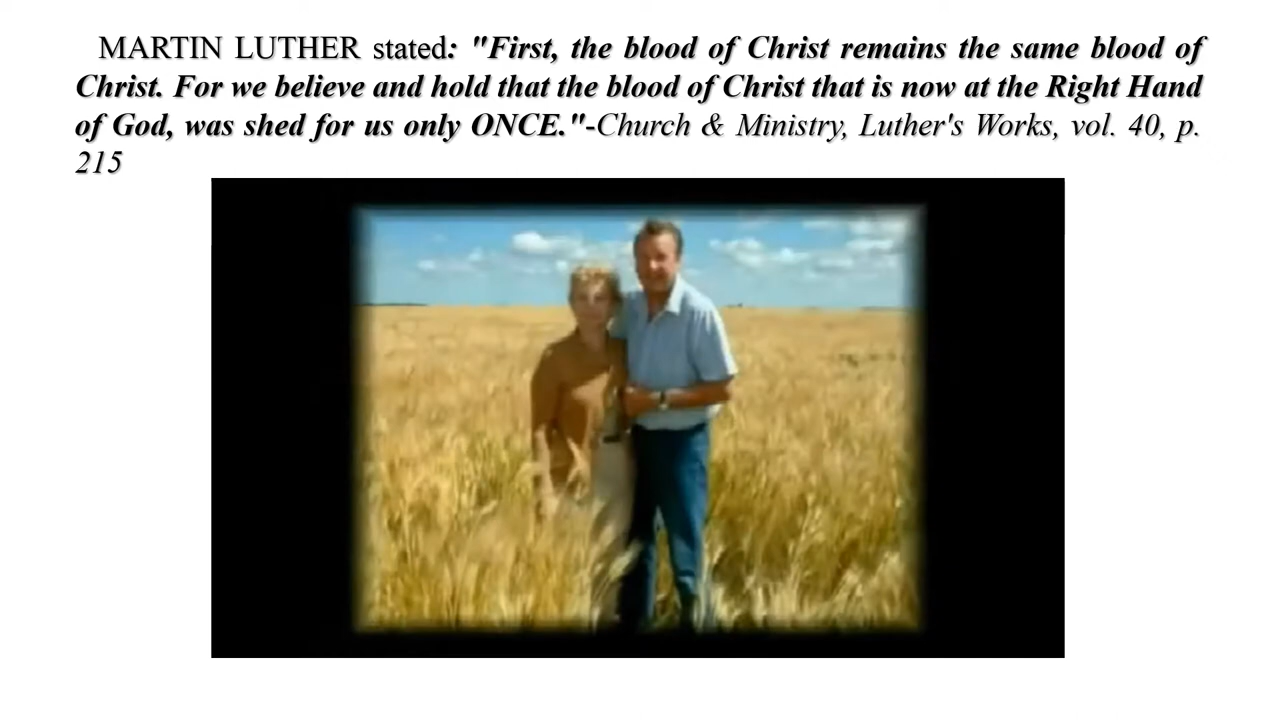 MARTIN LUTHER stated: "First, the blood of Christ remains the same blood of
Christ. For we believe and hold that the blood of Christ that is now at the Right Hand
of God, was shed for us only ONCE."-Church & Ministry, Luther's Works, vol. 40, p.
215